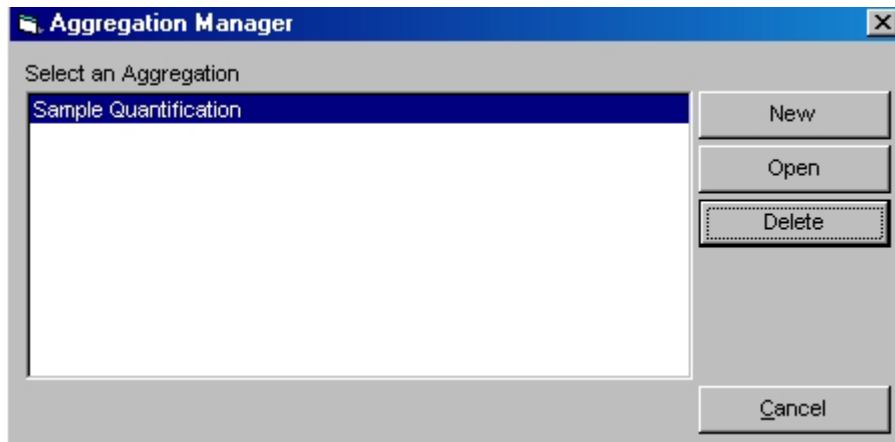 Aggregation Manager
Select an Aggregation
Sample Quantification
New
Open
Delete
Cancel